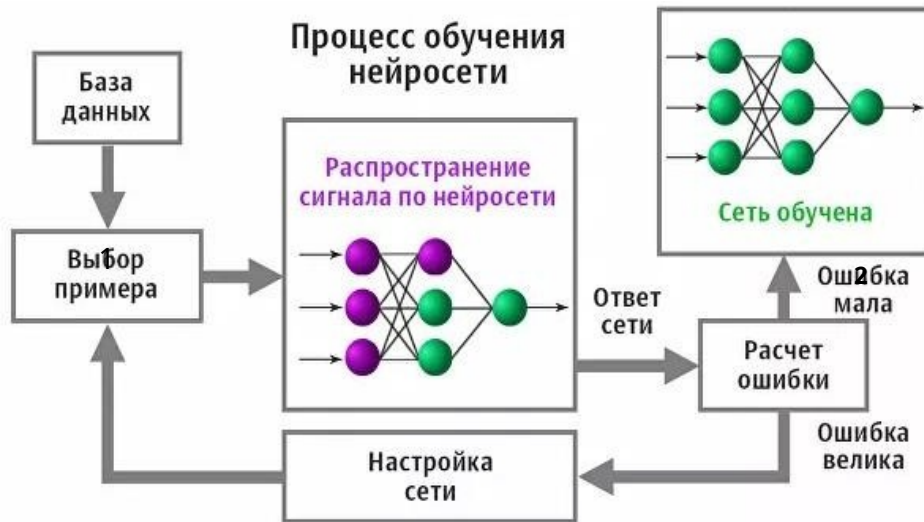 Процесс обучения
нейросети
База
данных
Выбор
примера
1
Распространение
сигнала по нейросети
Ответ
сети
Сеть обучена
Ошибка
мала
2
Расчет
ошибки
Ошибка
велика
Настройка
сети